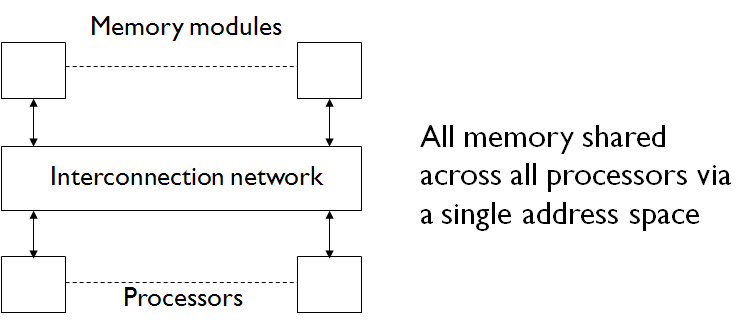 Memory modules
Interconnection network
Processors
All memory shared
across all processors via
a single address space